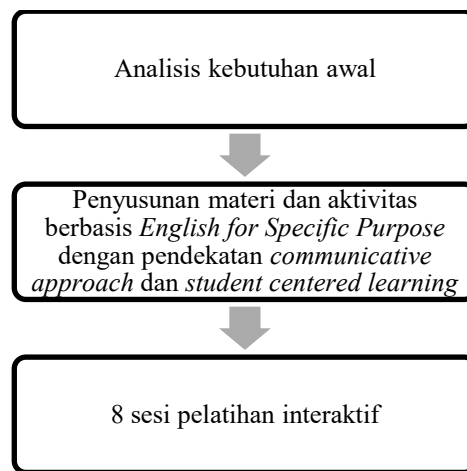 Analisis kebutuhan awal
Penyusunan materi dan aktivitas
berbasis English for Specific Purpose
dengan pendekatan communicative
approach dan student centered learning
8 sesi pelatihan interaktif